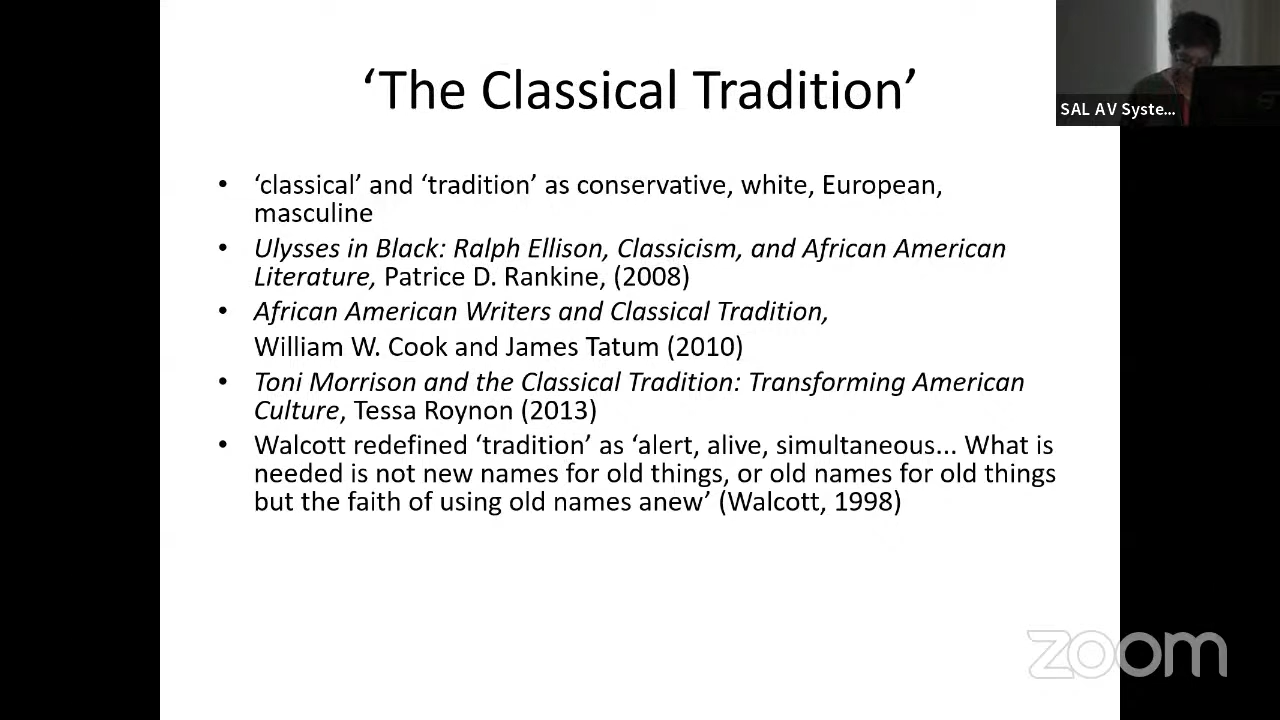 ‘The Classical Tradition’
SAL AV Syste...
• ‘classical’ and ‘tradition’ as conservative, white, European,
masculine
• Ulysses in Black: Ralph Ellison, Classicism, and African American
Literature, Patrice D. Rankine, (2008)
• African American Writers and Classical Tradition,
William W. Cook and James Tatum (2010)
• Toni Morrison and the Classical Tradition: Transforming American
Culture, Tessa Roynon (2013)
• Walcott redefined ‘tradition’ as ‘alert, alive, simultaneous... What is
needed is not new names for old things, or old names for old things
but the faith of using old names anew’ (Walcott, 1998)
zoom